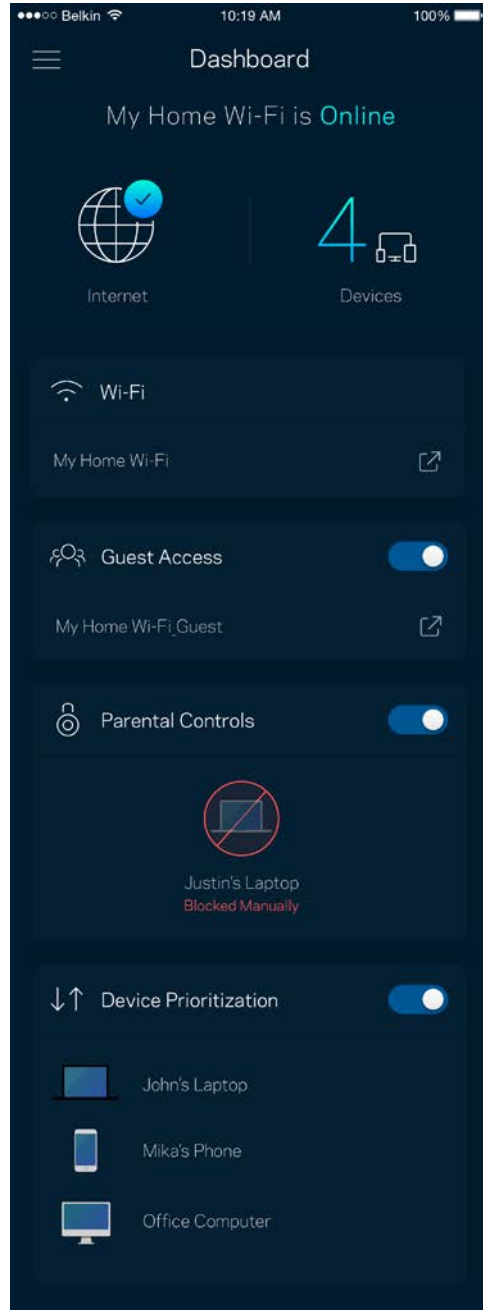 Belkin 10:19 AM 100%
Dashboard
My Home Wi-Fi is Online
4
Internet Devices
Wi-Fi
My Home Wi-Fi
Guest Access
My Home Wi-Fi_Guest
Parental Controls
Justin's Laptop
Blocked Manually
Device Prioritization
John's Laptop
Mika's Phone
Office Computer